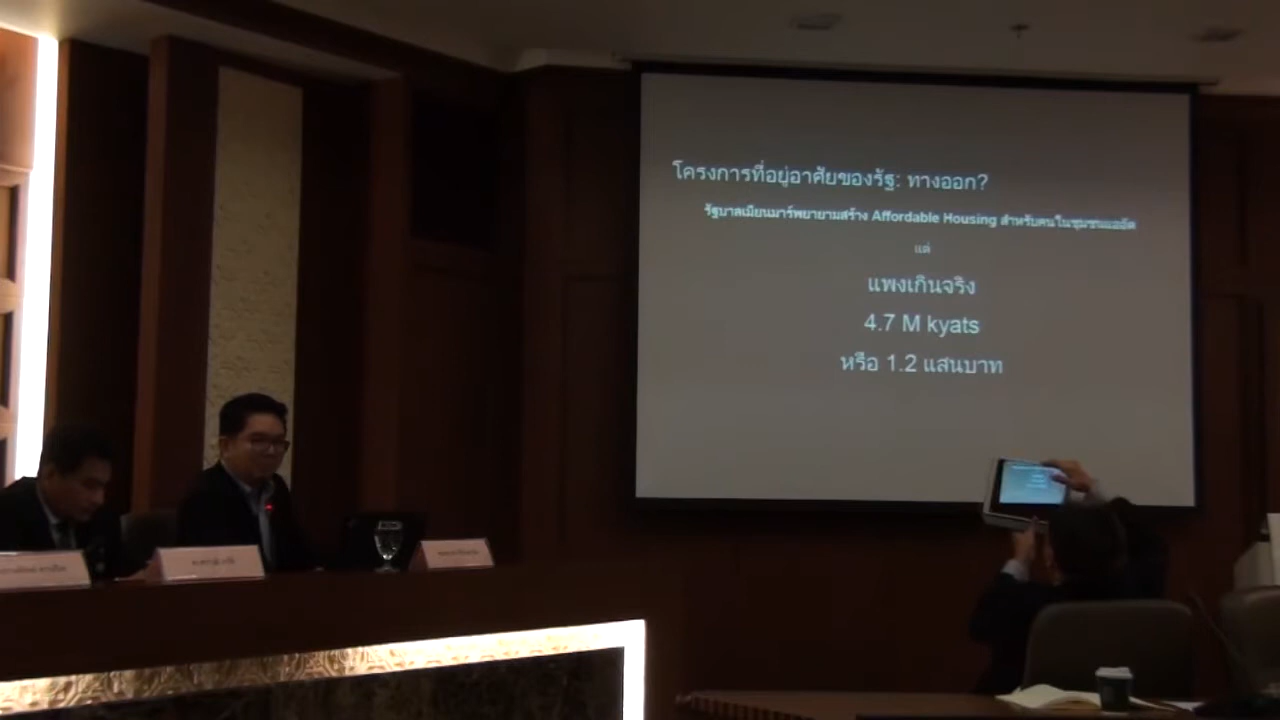 โครงการที่อยู่อาศัยของรัฐ: ทางออก?
รัฐบาลเมียนมาร์พยายามสร้าง Affordable Housing สำหรับคนในชุมชนแออัด
แต่
แพงเกินจริง
4.7 M kyats
หรือ 1.2 แสนบาท